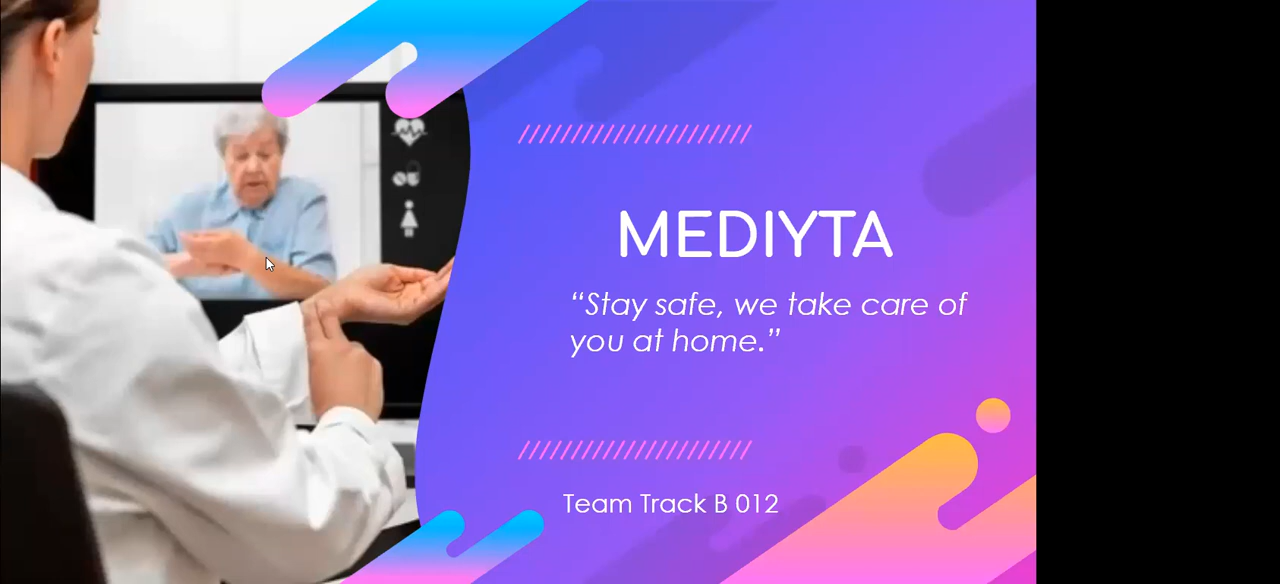 MEDIYTA
“Stay safe, we take care of
you at home.”
Team Track B 012